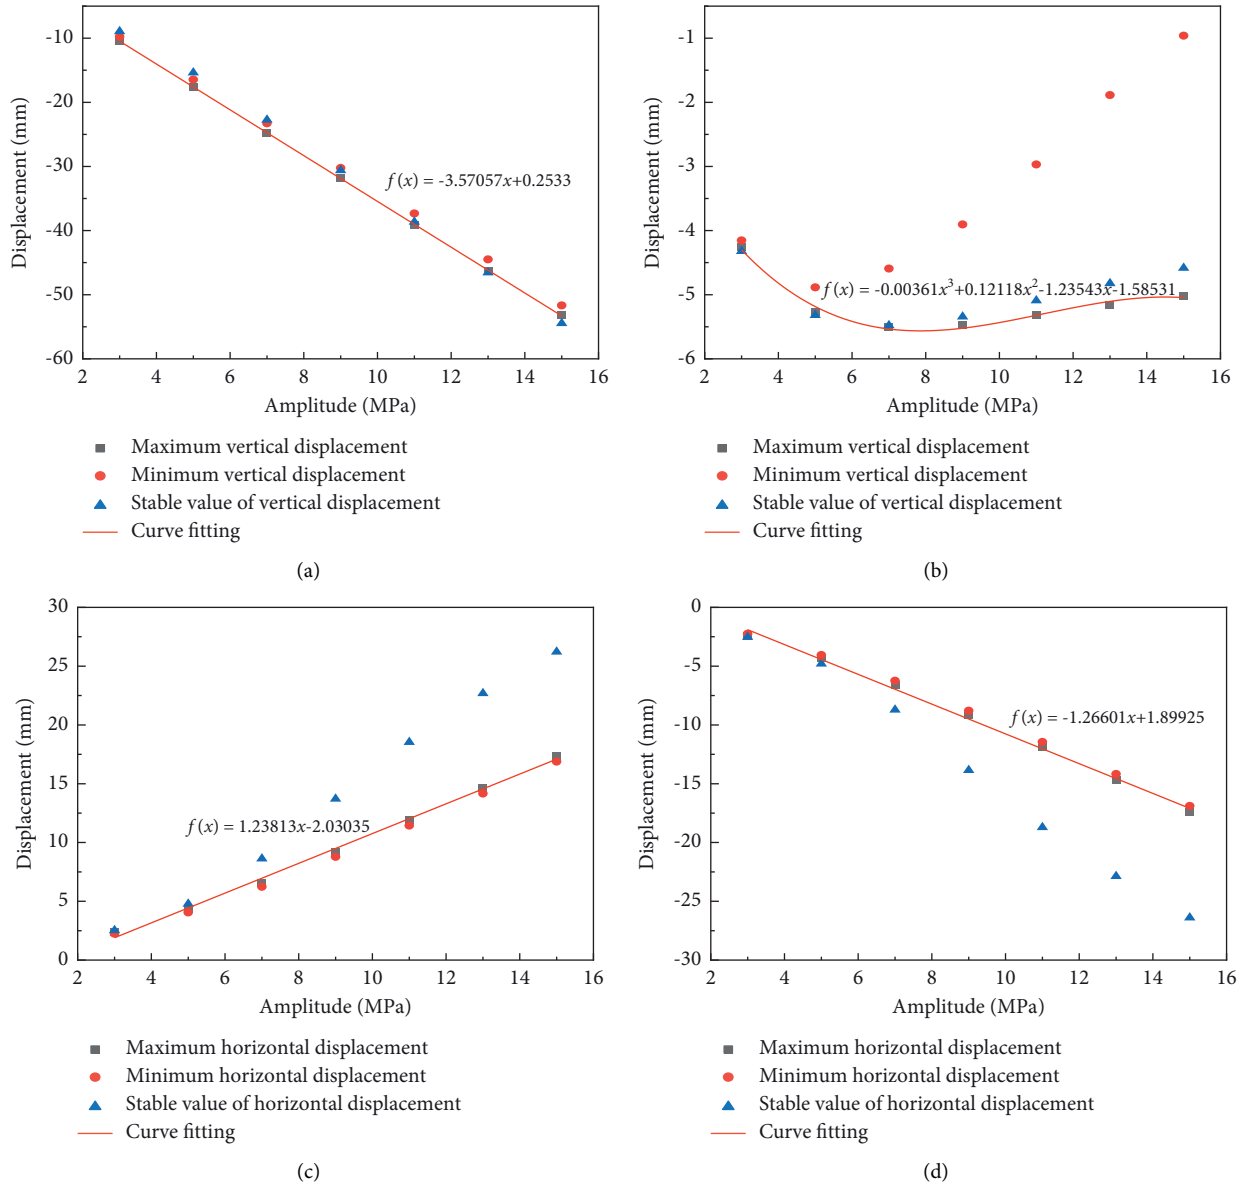 -10
-20
-30
-40
-50
-60
Displacement (mm)
f(x) = -3.57057x+0.2533
2 4 6 8 10 12 14 16
Amplitude (MPa)
Maximum vertical displacement
Minimum vertical displacement
Stable value of vertical displacement
Curve fitting
(a)
-1
-2
-3
-4
-5
-6
Displacement (mm)
f(x) = -0.00361x³+0.12118x²-1.23543x-1.58531
2 4 6 8 10 12 14 16
Amplitude (MPa)
Maximum vertical displacement
Minimum vertical displacement
Stable value of vertical displacement
Curve fitting
(b)
30
25
20
15
10
5
0
Displacement (mm)
f(x) = 1.23813x-2.03035
2 4 6 8 10 12 14 16
Amplitude (MPa)
Maximum horizontal displacement
Minimum horizontal displacement
Stable value of horizontal displacement
Curve fitting
(c)
0
-5
-10
-15
-20
-25
-30
Displacement (mm)
f(x) = -1.26601x+1.89925
2 4 6 8 10 12 14 16
Amplitude (MPa)
Maximum horizontal displacement
Minimum horizontal displacement
Stable value of horizontal displacement
Curve fitting
(d)